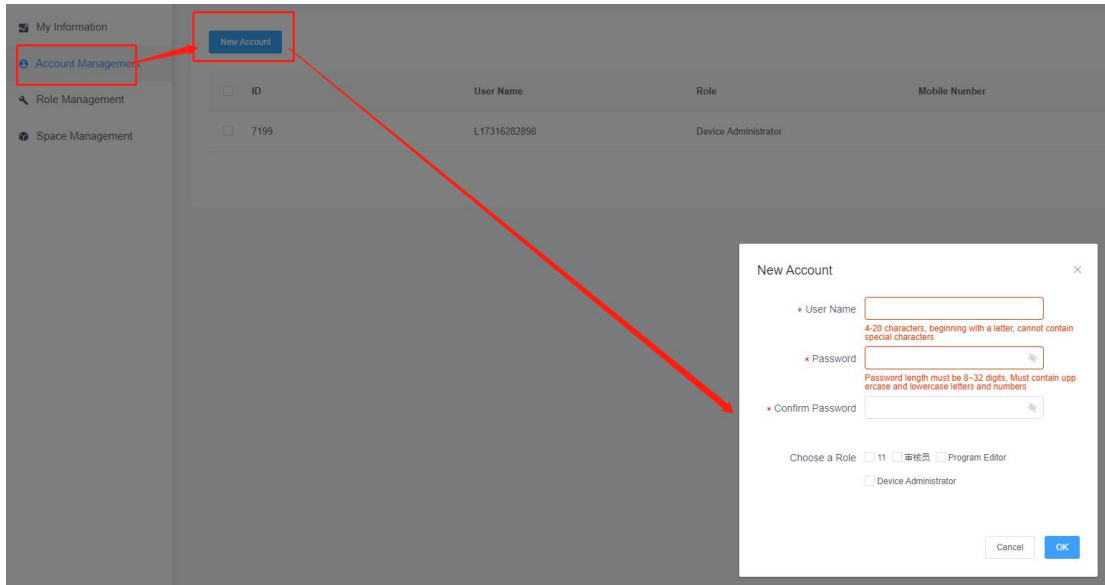 My Information
New Account
Account Management
ID User Name Role Mobile Number
Role Management
7199 L17316282898 Device Administrator
Space Management
New Account
* User Name
4-20 characters, beginning with a letter, cannot contain
special characters
* Password
Password length must be 8~32 digits, Must contain upp
ercase and lowercase letters and numbers
* Confirm Password
Choose a Role 11 审核员 Program Editor
Device Administrator
Cancel OK